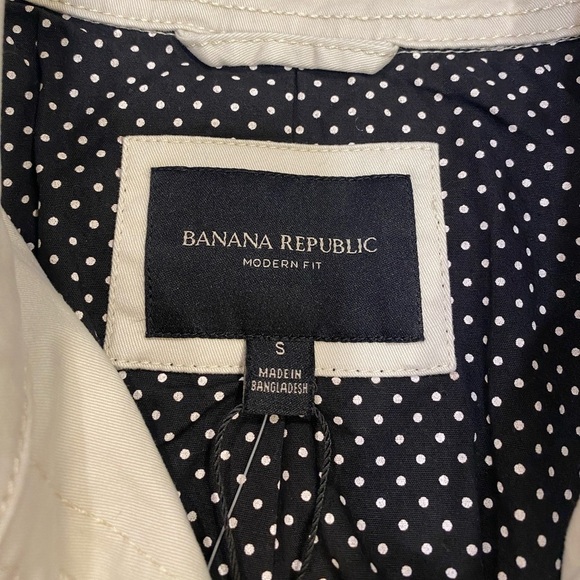 BANANA REPUBLIC
MODERN FIT
S
MADE IN
BANGLADESH